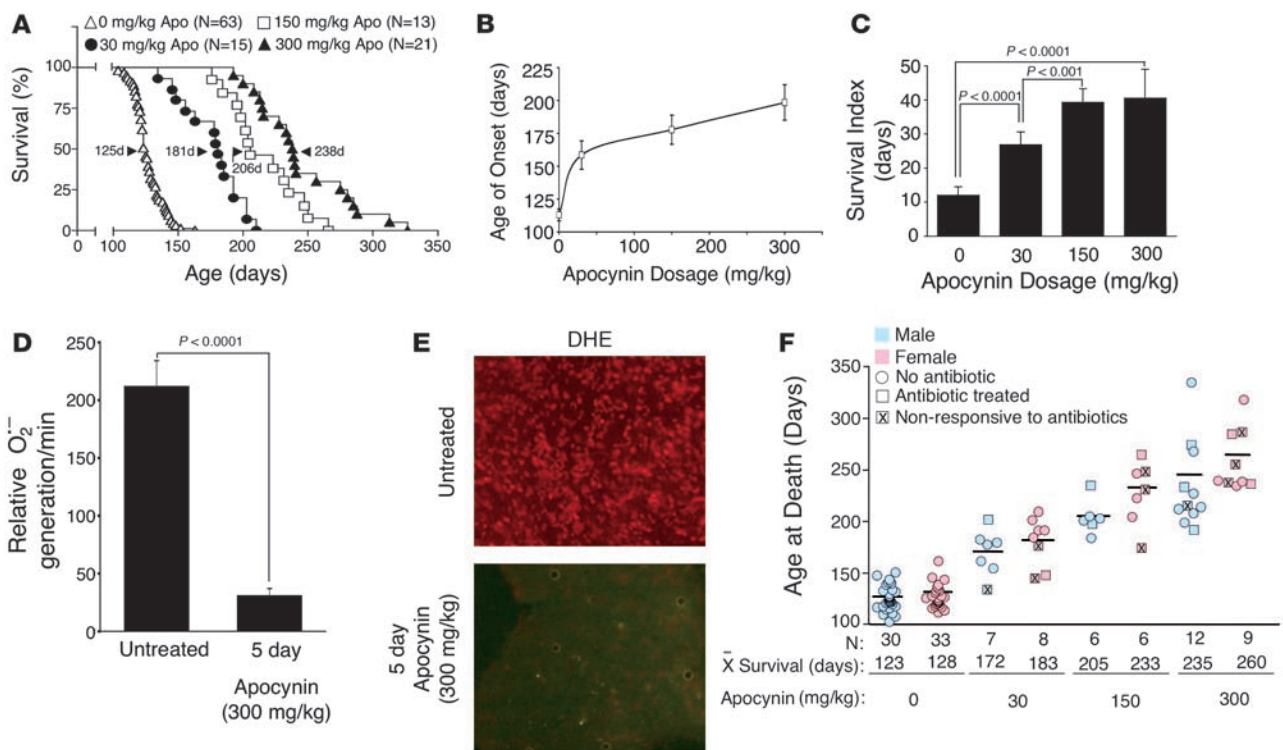 A
△ 0 mg/kg Apo (N=63) □ 150 mg/kg Apo (N=13)
● 30 mg/kg Apo (N=15) ▲ 300 mg/kg Apo (N=21)
Survival (%)
100
75
50
25
0
125d
181d
206d
238d
0 100 150 200 250 300 350
Age (days)
B
Age of Onset (days)
225
200
175
150
125
100
0 100 200 300
Apocynin Dosage (mg/kg)
C
P < 0.0001
P < 0.001
P < 0.0001
Survival Index
(days)
50
40
30
20
10
0
0 30 150 300
Apocynin Dosage (mg/kg)
D
P < 0.0001
Relative O₂·−
generation/min
250
200
150
100
50
0
Untreated 5 day
Apocynin
(300 mg/kg)
E
DHE
Untreated
5 day
Apocynin
(300 mg/kg)
F
Male
Female
No antibiotic
Antibiotic treated
Non-responsive to antibiotics
Age at Death (Days)
350
300
250
200
150
100
N: 30 33 7 8 6 6 12 9
X̄ Survival (days): 123 128 172 183 205 233 235 260
Apocynin (mg/kg): 0 30 150 300